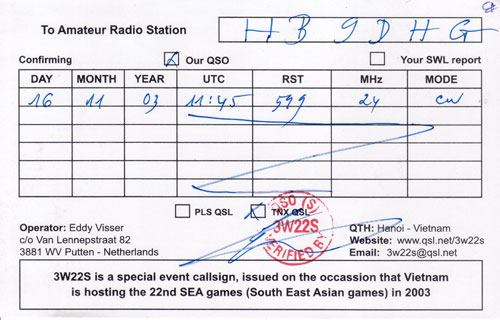 To Amateur Radio Station HB9DHG
Confirming Our QSO Your SWL report
DAY MONTH YEAR UTC RST MHz MODE
16 11 03 11:45 599 24 CW
PLS QSL TNX QSL
QSO (S)
3W22S
VERIFIED BY
Operator: Eddy Visser
c/o Van Lennepstraat 82
3881 WV Putten - Netherlands
QTH: Hanoi - Vietnam
Website: www.qsl.net/3w22s
Email: 3w22s@qsl.net
3W22S is a special event callsign, issued on the occassion that Vietnam
is hosting the 22nd SEA games (South East Asian games) in 2003